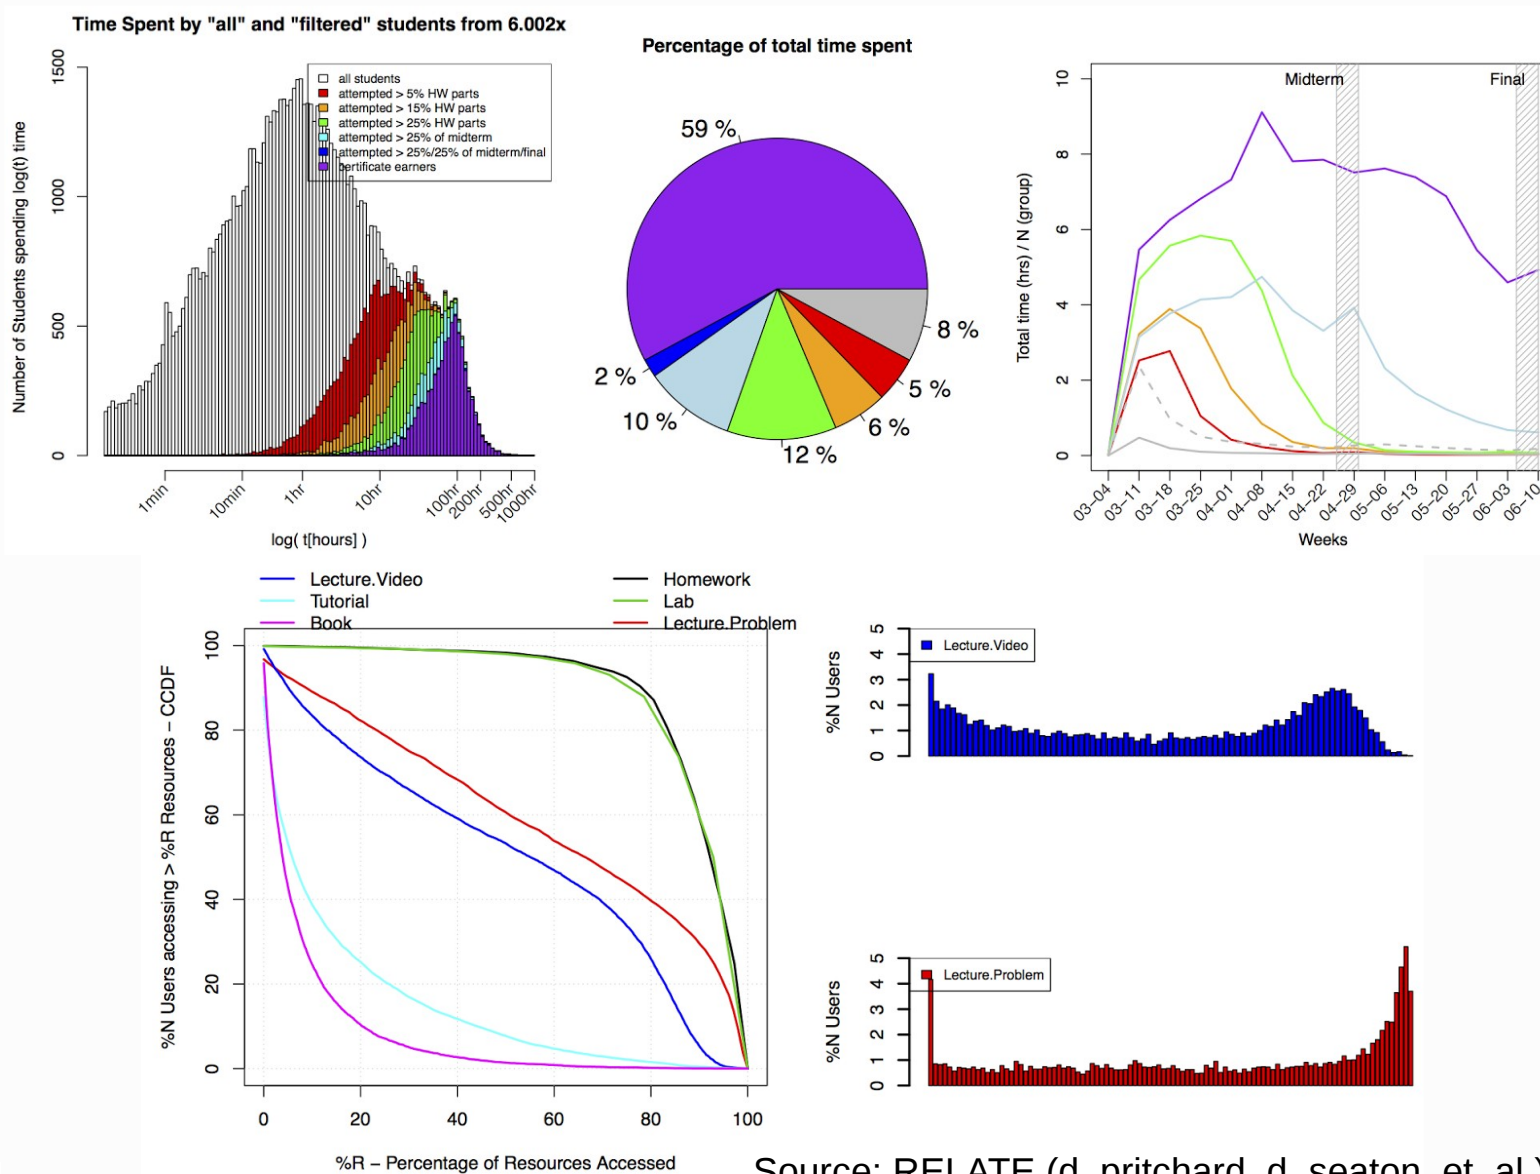 Time Spent by "all" and "filtered" students from 6.002x
Number of Students spending log(t) time
1500
1000
500
0
all students
attempted > 5% HW parts
attempted > 15% HW parts
attempted > 25% HW parts
attempted > 25% of midterm
attempted > 25%/25% of midterm/final
certificate earners
1min
10min
1hr
10hr
100hr
200hr
500hr
1000hr
log( t[hours] )
Percentage of total time spent
59 %
2 %
10 %
12 %
6 %
5 %
8 %
Total time (hrs) / N (group)
10
8
6
4
2
0
Midterm
Final
03–04
03–11
03–18
03–25
04–01
04–08
04–15
04–22
04–29
05–06
05–13
05–20
05–27
06–03
06–10
Weeks
Lecture.Video
Tutorial
Book
Homework
Lab
Lecture.Problem
%N Users accessing > %R Resources – CCDF
100
80
60
40
20
0
0
20
40
60
80
100
%R – Percentage of Resources Accessed
%N Users
5
4
3
2
1
0
Lecture.Video
%N Users
5
4
3
2
1
0
Lecture.Problem
Source: RELATE (d. pritchard, d. seaton, et. al.)